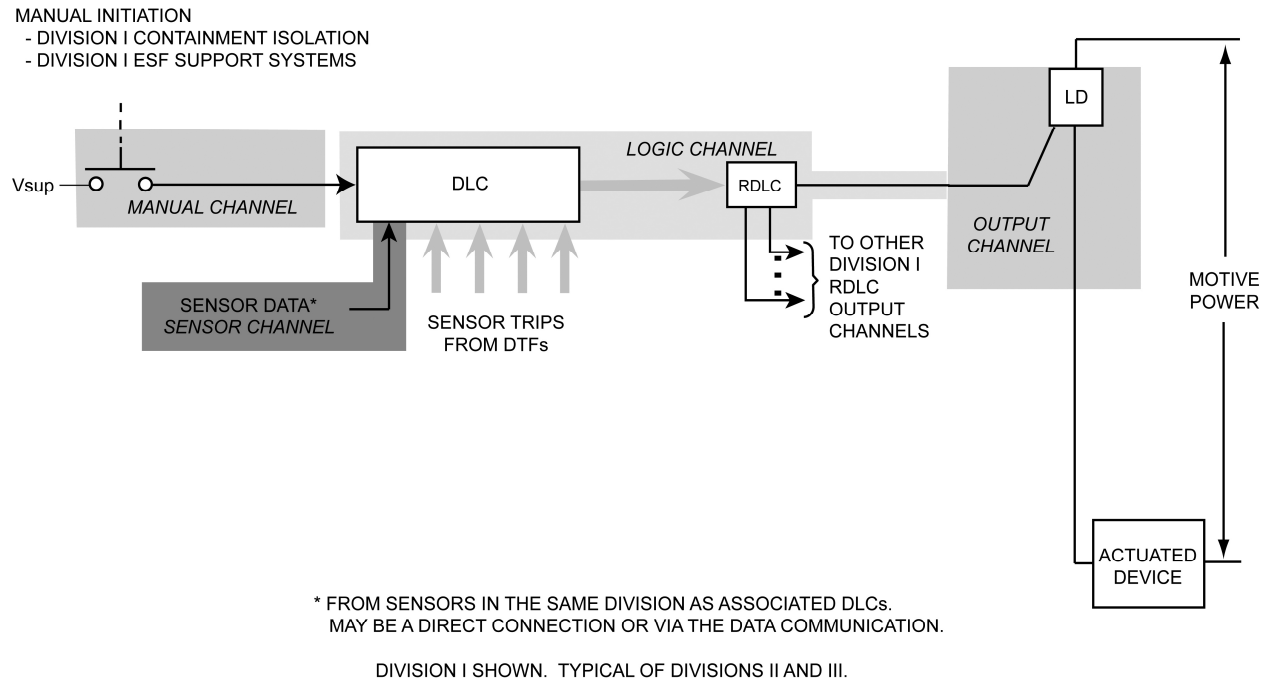 MANUAL INITIATION
- DIVISION I CONTAINMENT ISOLATION
- DIVISION I ESF SUPPORT SYSTEMS
Vsup
MANUAL CHANNEL
DLC
LOGIC CHANNEL
RDLC
LD
OUTPUT
CHANNEL
SENSOR DATA*
SENSOR CHANNEL
SENSOR TRIPS
FROM DTFs
TO OTHER
DIVISION I
RDLC
OUTPUT
CHANNELS
MOTIVE
POWER
ACTUATED
DEVICE
* FROM SENSORS IN THE SAME DIVISION AS ASSOCIATED DLCs.
MAY BE A DIRECT CONNECTION OR VIA THE DATA COMMUNICATION.
DIVISION I SHOWN. TYPICAL OF DIVISIONS II AND III.